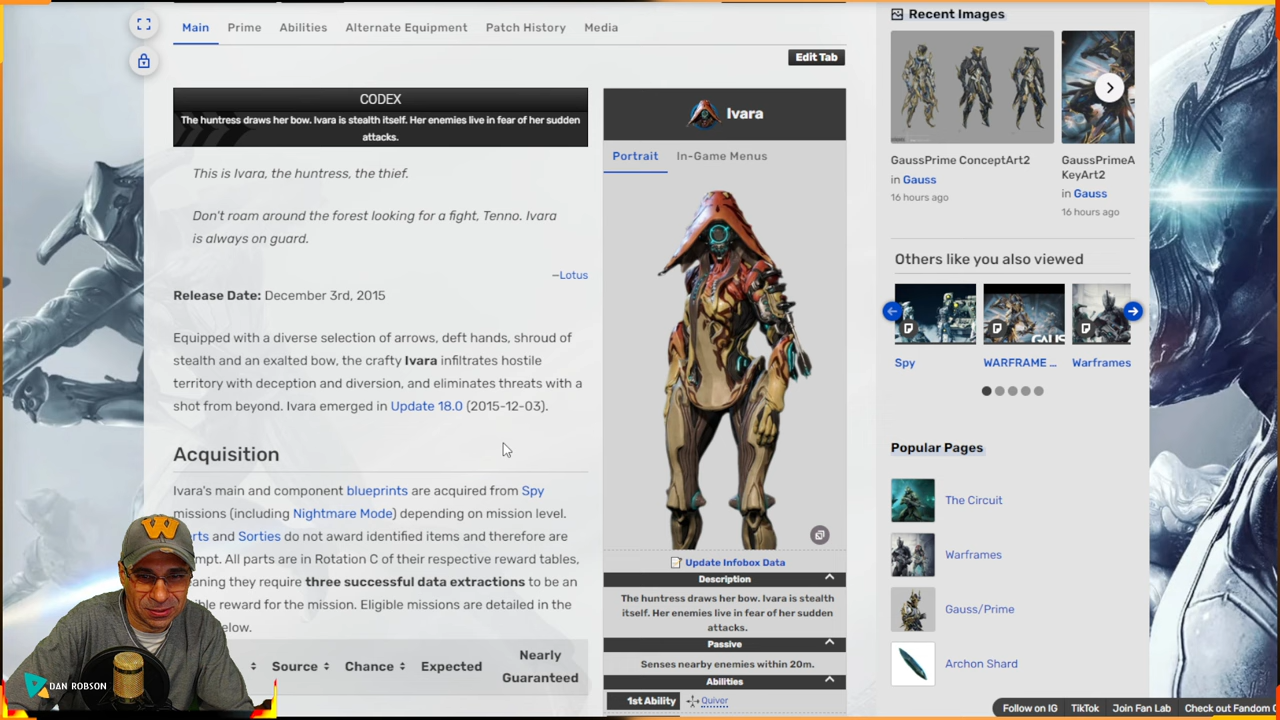 Main
Prime
Abilities
Alternate Equipment
Patch History
Media
Edit Tab
CODEX
The huntress draws her bow. Ivara is stealth itself. Her enemies live in fear of her sudden
attacks.
This is Ivara, the huntress, the thief.
Don't roam around the forest looking for a fight, Tenno. Ivara
is always on guard.
—Lotus
Release Date: December 3rd, 2015
Equipped with a diverse selection of arrows, deft hands, shroud of
stealth and an exalted bow, the crafty Ivara infiltrates hostile
territory with deception and diversion, and eliminates threats with a
shot from beyond. Ivara emerged in Update 18.0 (2015-12-03).
Acquisition
Ivara's main and component blueprints are acquired from Spy
missions (including Nightmare Mode) depending on mission level.
and Sorties do not award identified items and therefore are
All parts are in Rotation C of their respective reward tables,
they require three successful data extractions to be an
reward for the mission. Eligible missions are detailed in the
below.
Source
Chance
Expected
Nearly
Guaranteed
W
DAN ROBSON
Ivara
Portrait
In-Game Menus
Update Infobox Data
Description
The huntress draws her bow. Ivara is stealth
itself. Her enemies live in fear of her sudden
attacks.
Passive
Senses nearby enemies within 20m.
Abilities
1st Ability
Quiver
Recent Images
GaussPrime ConceptArt2
in Gauss
16 hours ago
GaussPrimeA
KeyArt2
in Gauss
16 hours ago
Others like you also viewed
Spy
WARFRAME ...
Warframes
Popular Pages
The Circuit
Warframes
Gauss/Prime
Archon Shard
Follow on IG
TikTok
Join Fan Lab
Check out Fandom